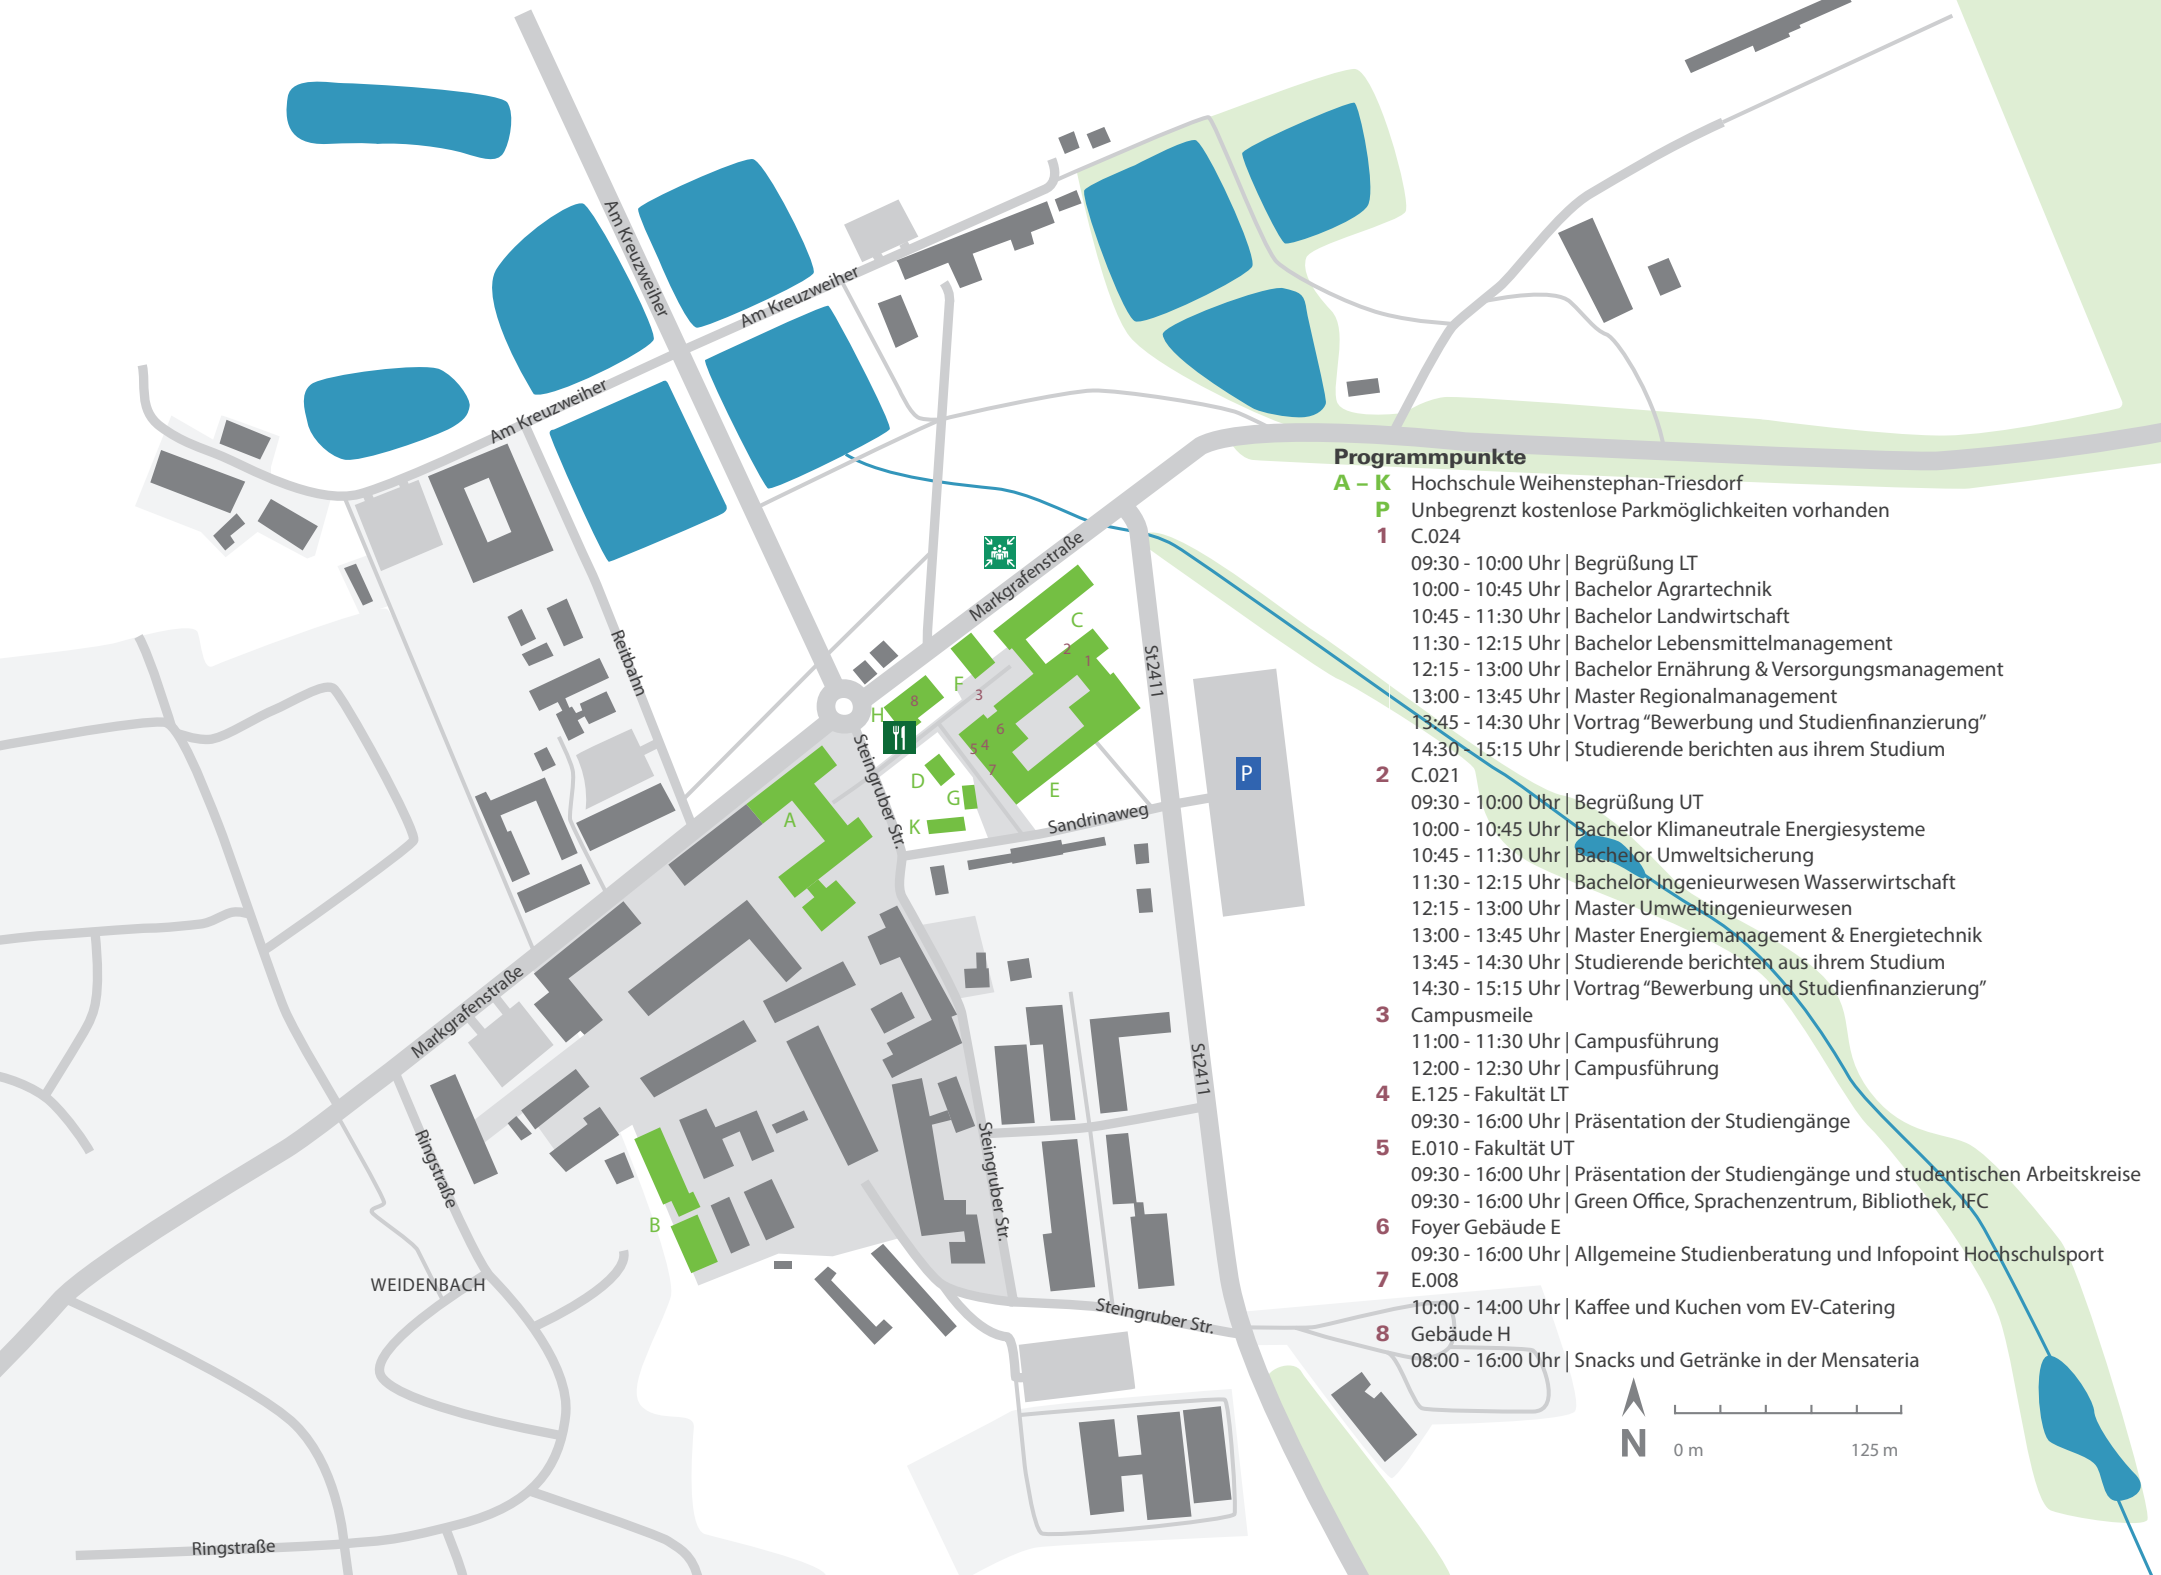 Am Kreuzweiher
Am Kreuzweiher
Am Kreuzweiher
Reitbahn
Markgrafenstraße
St2411
C
2
1
F
3
8
H
6
5 4
7
D
G
E
K
A
P
Steingruber Str.
Sandrinaweg
Markgrafenstraße
St2411
Ringstraße
Steingruber Str.
B
WEIDENBACH
Steingruber Str.
Ringstraße
Programmpunkte
A – K Hochschule Weihenstephan-Triesdorf
P Unbegrenzt kostenlose Parkmöglichkeiten vorhanden
1 C.024
09:30 - 10:00 Uhr | Begrüßung LT
10:00 - 10:45 Uhr | Bachelor Agrartechnik
10:45 - 11:30 Uhr | Bachelor Landwirtschaft
11:30 - 12:15 Uhr | Bachelor Lebensmittelmanagement
12:15 - 13:00 Uhr | Bachelor Ernährung & Versorgungsmanagement
13:00 - 13:45 Uhr | Master Regionalmanagement
13:45 - 14:30 Uhr | Vortrag “Bewerbung und Studienfinanzierung”
14:30 - 15:15 Uhr | Studierende berichten aus ihrem Studium
2 C.021
09:30 - 10:00 Uhr | Begrüßung UT
10:00 - 10:45 Uhr | Bachelor Klimaneutrale Energiesysteme
10:45 - 11:30 Uhr | Bachelor Umweltsicherung
11:30 - 12:15 Uhr | Bachelor Ingenieurwesen Wasserwirtschaft
12:15 - 13:00 Uhr | Master Umweltingenieurwesen
13:00 - 13:45 Uhr | Master Energiemanagement & Energietechnik
13:45 - 14:30 Uhr | Studierende berichten aus ihrem Studium
14:30 - 15:15 Uhr | Vortrag “Bewerbung und Studienfinanzierung”
3 Campusmeile
11:00 - 11:30 Uhr | Campusführung
12:00 - 12:30 Uhr | Campusführung
4 E.125 - Fakultät LT
09:30 - 16:00 Uhr | Präsentation der Studiengänge
5 E.010 - Fakultät UT
09:30 - 16:00 Uhr | Präsentation der Studiengänge und studentischen Arbeitskreise
09:30 - 16:00 Uhr | Green Office, Sprachenzentrum, Bibliothek, IFC
6 Foyer Gebäude E
09:30 - 16:00 Uhr | Allgemeine Studienberatung und Infopoint Hochschulsport
7 E.008
10:00 - 14:00 Uhr | Kaffee und Kuchen vom EV-Catering
8 Gebäude H
08:00 - 16:00 Uhr | Snacks und Getränke in der Mensateria
N
0 m 125 m